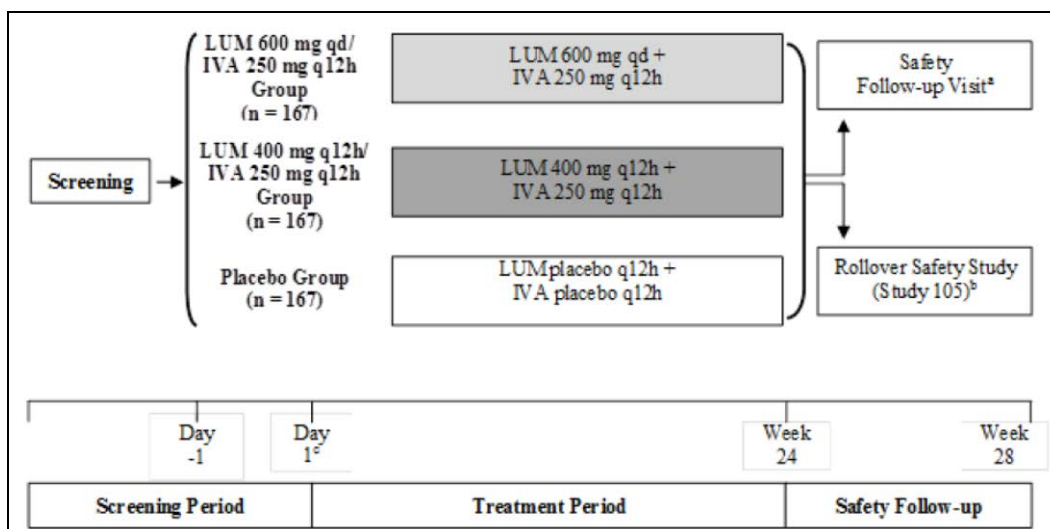 LUM 600 mg qd/
IVA 250 mg q12h
Group
(n = 167)
LUM 600 mg qd +
IVA 250 mg q12h
Safety
Follow-up Visitᵃ
Screening
LUM 400 mg q12h/
IVA 250 mg q12h
Group
(n = 167)
LUM 400 mg q12h +
IVA 250 mg q12h
Placebo Group
(n = 167)
LUM placebo q12h +
IVA placebo q12h
Rollover Safety Study
(Study 105)ᵇ
Day
-1
Day
1ᶜ
Week
24
Week
28
Screening Period
Treatment Period
Safety Follow-up